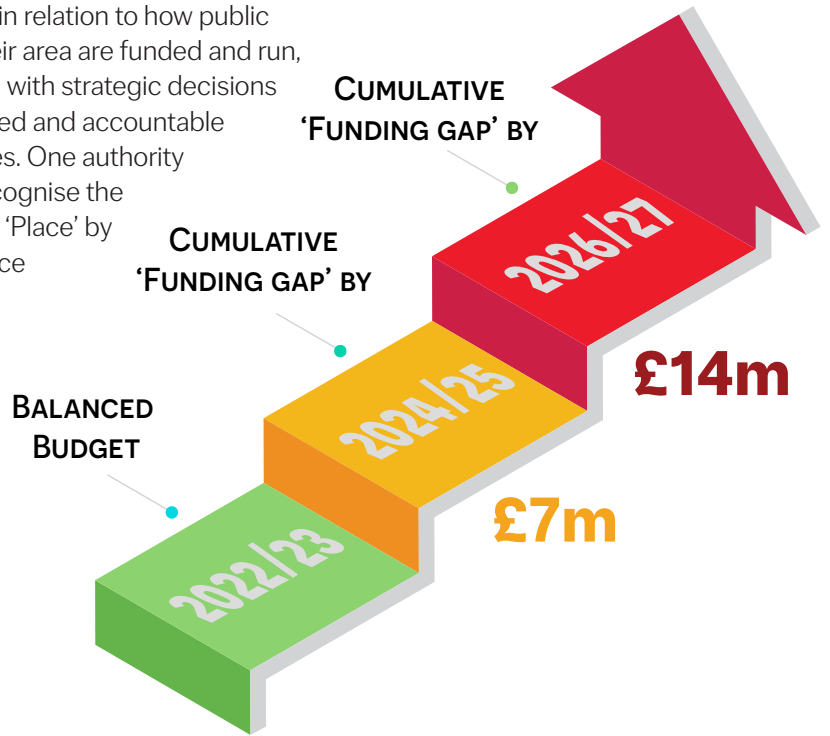 in relation to how public
eir area are funded and run,
with strategic decisions
ed and accountable
es. One authority
cognise the
‘Place’ by
ce
CUMULATIVE
‘FUNDING GAP’ BY
2026/27
£14m
CUMULATIVE
‘FUNDING GAP’ BY
2024/25
£7m
BALANCED
BUDGET
2022/23